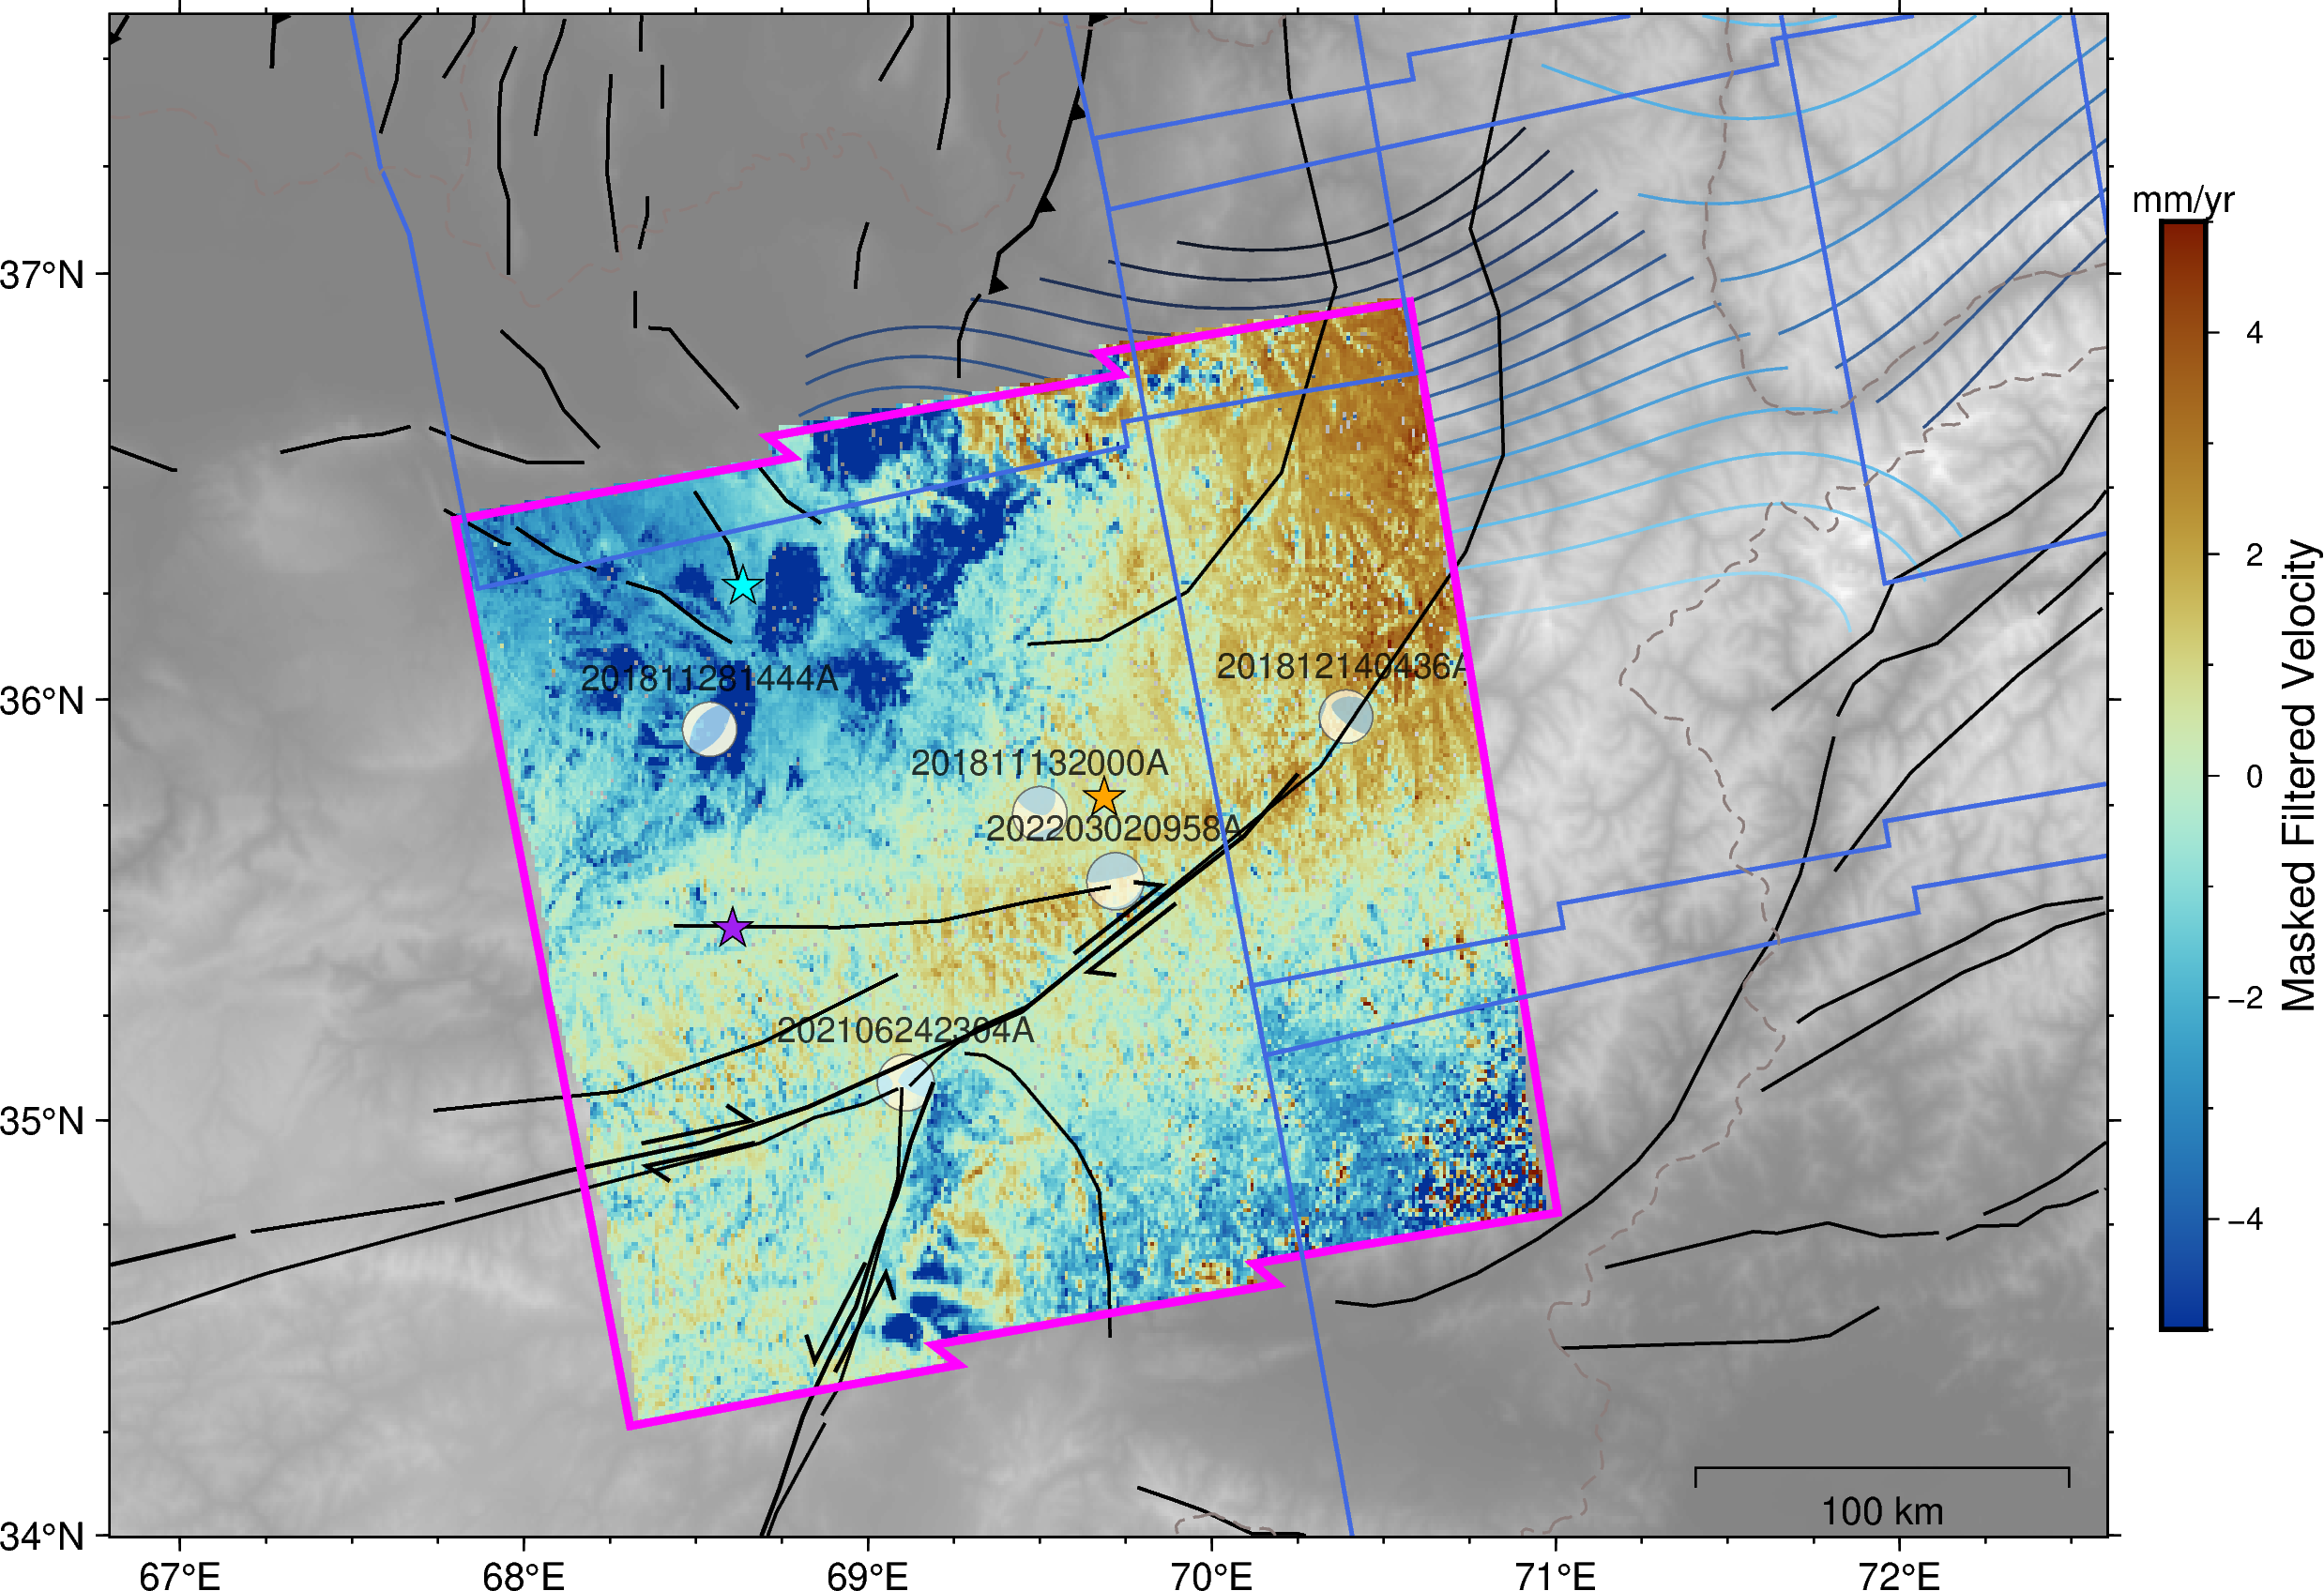 mm/yr
37°N
4
2
201811281444A
201812140436A
36°N
201811132000A
0
202203020958A
Masked Filtered Velocity
−2
202106242304A
35°N
−4
100 km
34°N
67°E 68°E 69°E 70°E 71°E 72°E